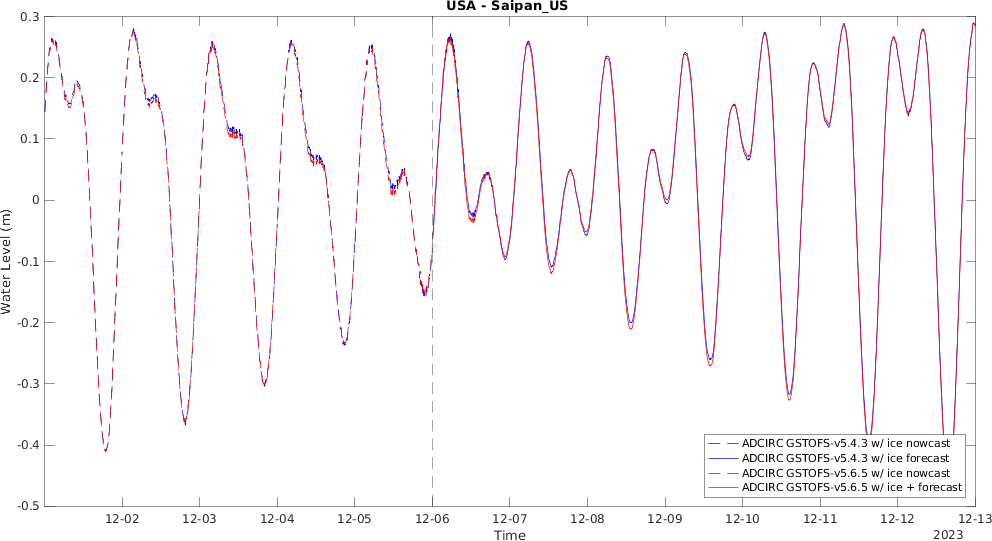 USA - Saipan_US
0.3
0.2
0.1
0
-0.1
-0.2
-0.3
-0.4
-0.5
Water Level (m)
ADCIRC GSTOFS-v5.4.3 w/ ice nowcast
ADCIRC GSTOFS-v5.4.3 w/ ice forecast
ADCIRC GSTOFS-v5.6.5 w/ ice nowcast
ADCIRC GSTOFS-v5.6.5 w/ ice + forecast
12-02 12-03 12-04 12-05 12-06 12-07 12-08 12-09 12-10 12-11 12-12 12-13
Time
2023